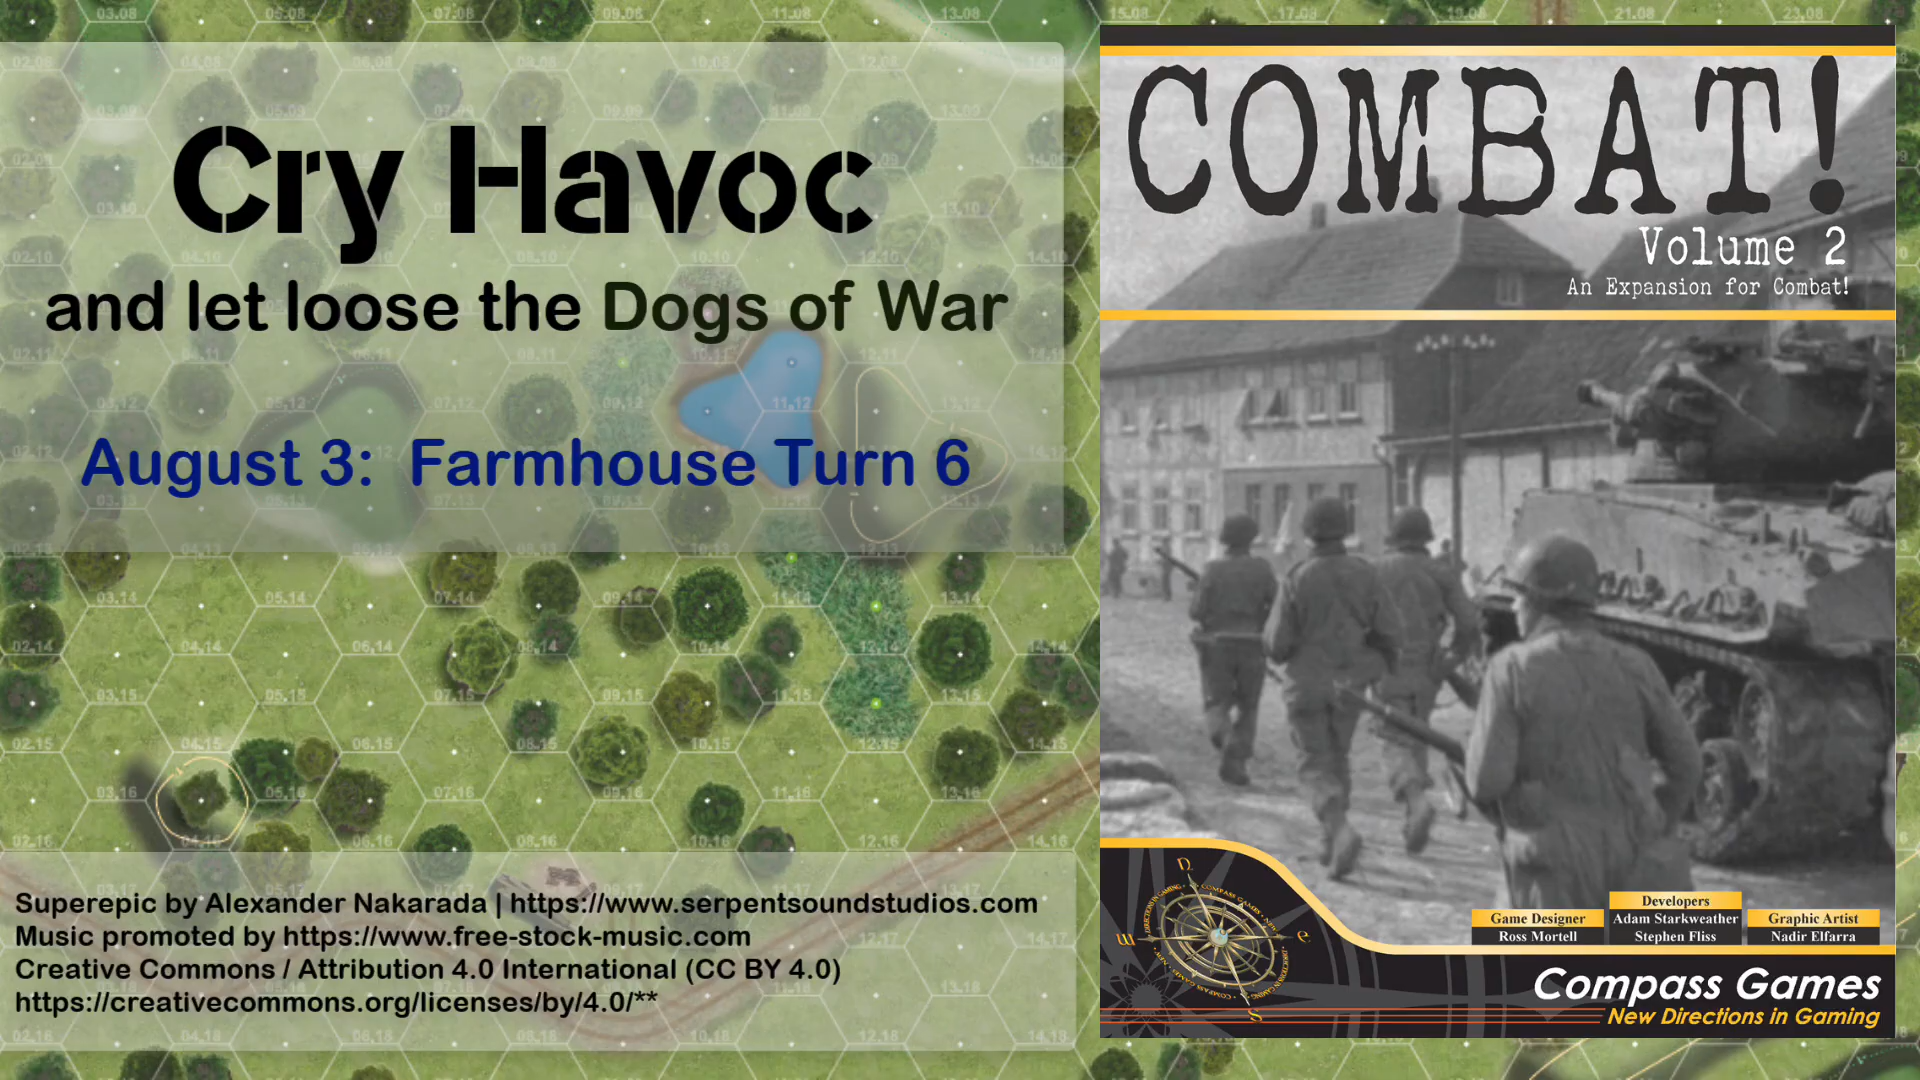 Cry Havoc
and let loose the Dogs of War
August 3: Farmhouse Turn 6
Superepic by Alexander Nakarada | https://www.serpentsoundstudios.com
Music promoted by https://www.free-stock-music.com
Creative Commons / Attribution 4.0 International (CC BY 4.0)
https://creativecommons.org/licenses/by/4.0/**
COMBAT!
Volume 2
An Expansion for Combat!
Game Designer
Ross Mortell
Developers
Adam Starkweather
Stephen Fliss
Graphic Artist
Nadir Elfarra
Compass Games
New Directions in Gaming